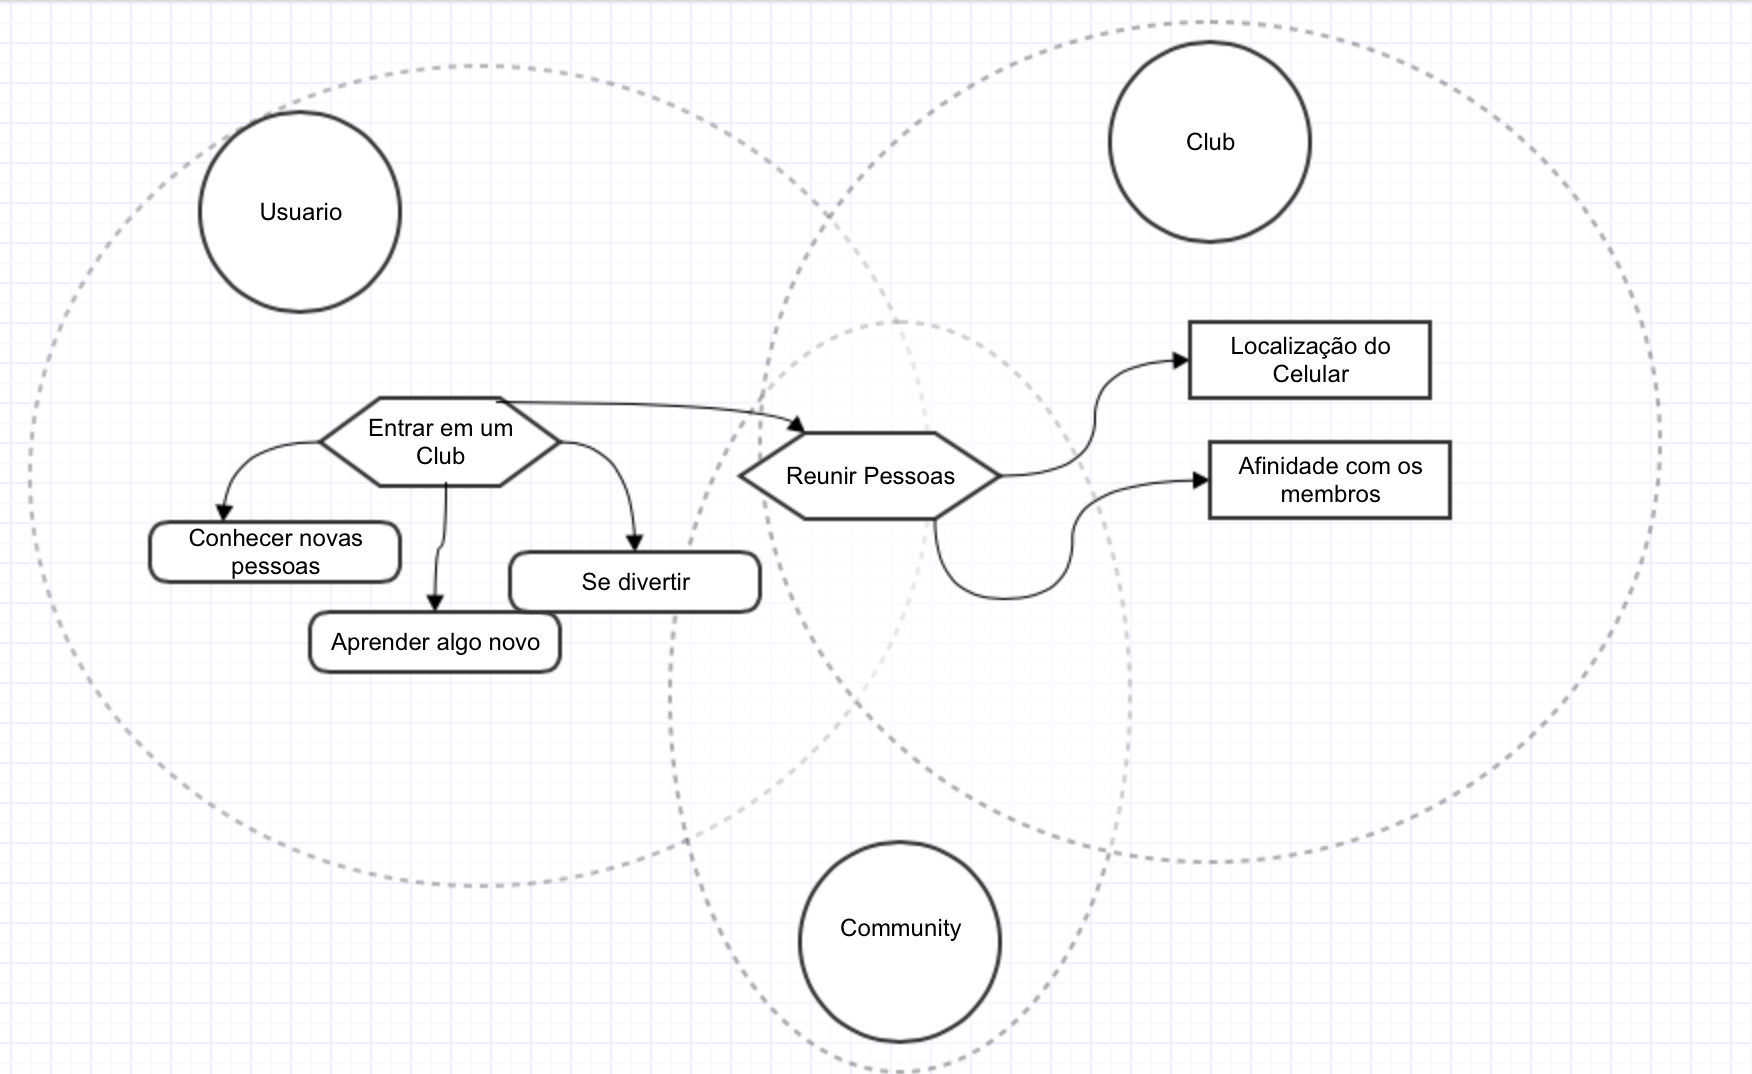 Usuario
Club
Localização do
Celular
Entrar em um
Club
Reunir Pessoas
Afinidade com os
membros
Conhecer novas
pessoas
Se divertir
Aprender algo novo
Community